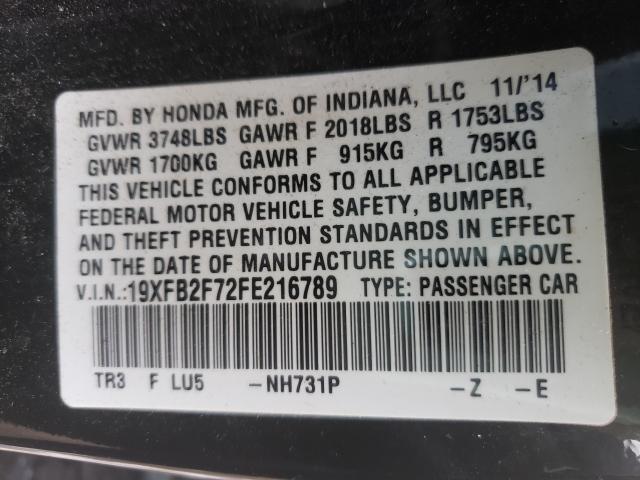 MFD. BY HONDA MFG. OF INDIANA, LLC 11/'14
GVWR 3748LBS GAWR F 2018LBS R 1753LBS
GVWR 1700KG GAWR F 915KG R 795KG
THIS VEHICLE CONFORMS TO ALL APPLICABLE
FEDERAL MOTOR VEHICLE SAFETY, BUMPER,
AND THEFT PREVENTION STANDARDS IN EFFECT
ON THE DATE OF MANUFACTURE SHOWN ABOVE.
V.I.N.:19XFB2F72FE216789 TYPE: PASSENGER CAR
TR3 F LU5 –NH731P –Z –E